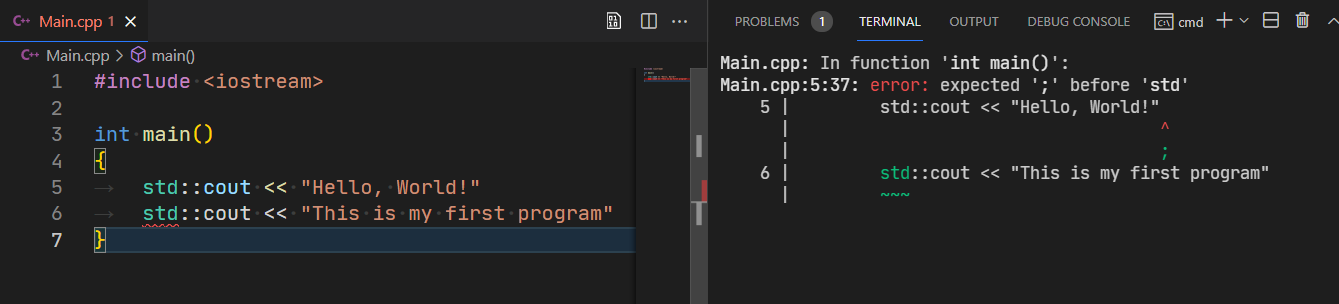 C++ Main.cpp 1 ×
C++ Main.cpp > main()
1 #include <iostream>
2
3 int main()
4 {
5 std::cout << "Hello, World!"
6 std::cout << "This is my first program"
7 }
PROBLEMS 1 TERMINAL OUTPUT DEBUG CONSOLE cmd
Main.cpp: In function 'int main()':
Main.cpp:5:37: error: expected ';' before 'std'
5 | std::cout << "Hello, World!"
| ^
| ;
6 | std::cout << "This is my first program"
| ~~~